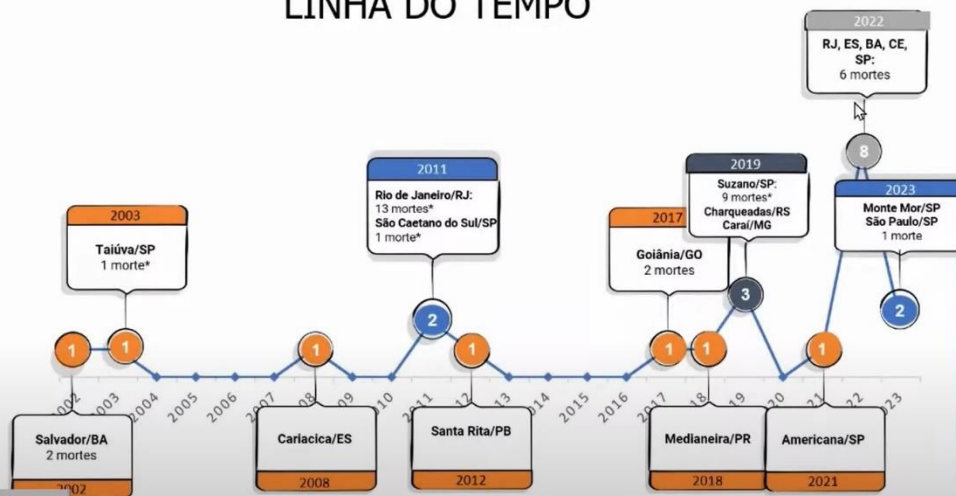 LINHA DO TEMPO
2022
RJ, ES, BA, CE,
SP:
6 mortes
8
2011
Rio de Janeiro/RJ:
13 mortes*
São Caetano do Sul/SP
1 morte*
2019
Suzano/SP:
9 mortes*
Charqueadas/RS
Caraí/MG
2023
Monte Mor/SP
São Paulo/SP
1 morte
2003
Taiúva/SP
1 morte*
2017
Goiânia/GO
2 mortes
1
1
1
2
1
1
1
3
1
2
2004
2005
2006
2011
2015
2016
2017
Salvador/BA
2 mortes
2002
Cariacica/ES
2008
Santa Rita/PB
2012
Medianeira/PR
2018
Americana/SP
2021